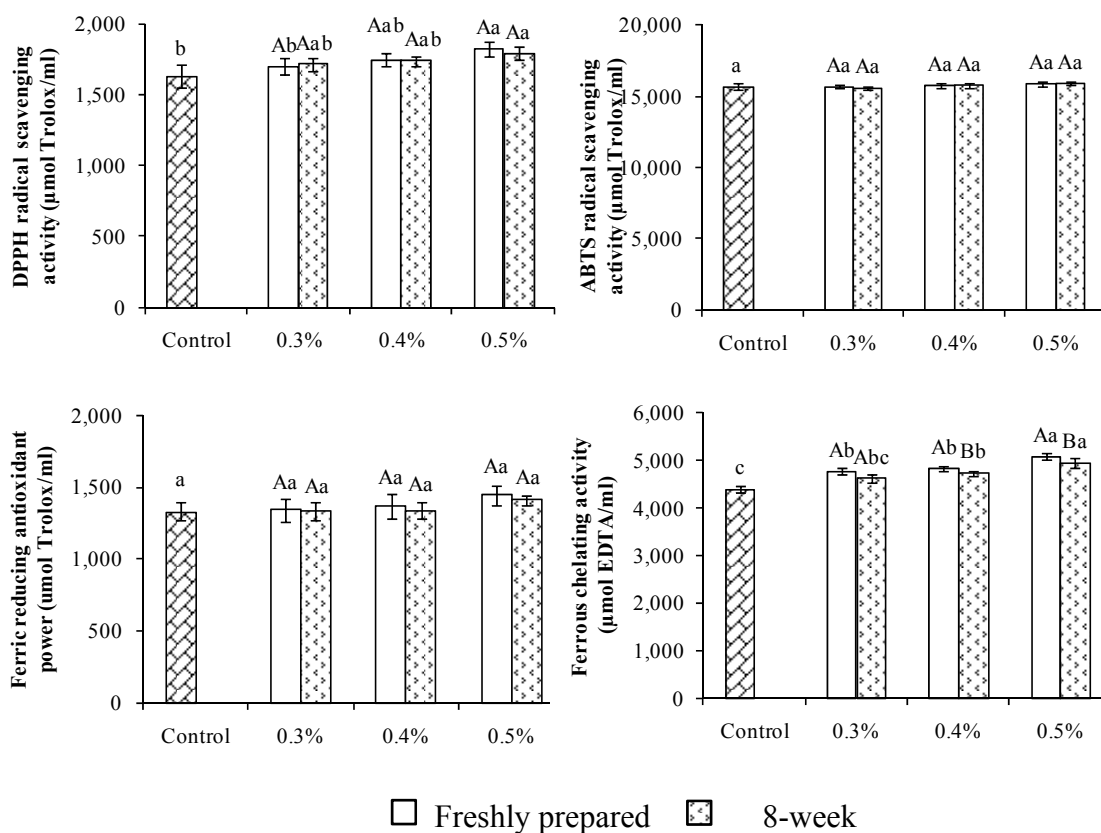 DPPH radical scavenging
activity (µmol Trolox/ml)
2,000
1,500
1,000
500
0
b
Ab Aab
Aab Aab
Aa Aa
Control 0.3% 0.4% 0.5%
ABTS radical scavenging
activity (µmol Trolox/ml)
20,000
15,000
10,000
5,000
0
a
Aa Aa
Aa Aa
Aa Aa
Control 0.3% 0.4% 0.5%
Ferric reducing antioxidant
power (umol Trolox/ml)
2,000
1,500
1,000
500
0
a
Aa Aa
Aa Aa
Aa Aa
Control 0.3% 0.4% 0.5%
Ferrous chelating activity
(µmol EDTA/ml)
6,000
5,000
4,000
3,000
2,000
1,000
0
c
Ab Abc
Ab Bb
Aa Ba
Control 0.3% 0.4% 0.5%
Freshly prepared 8-week